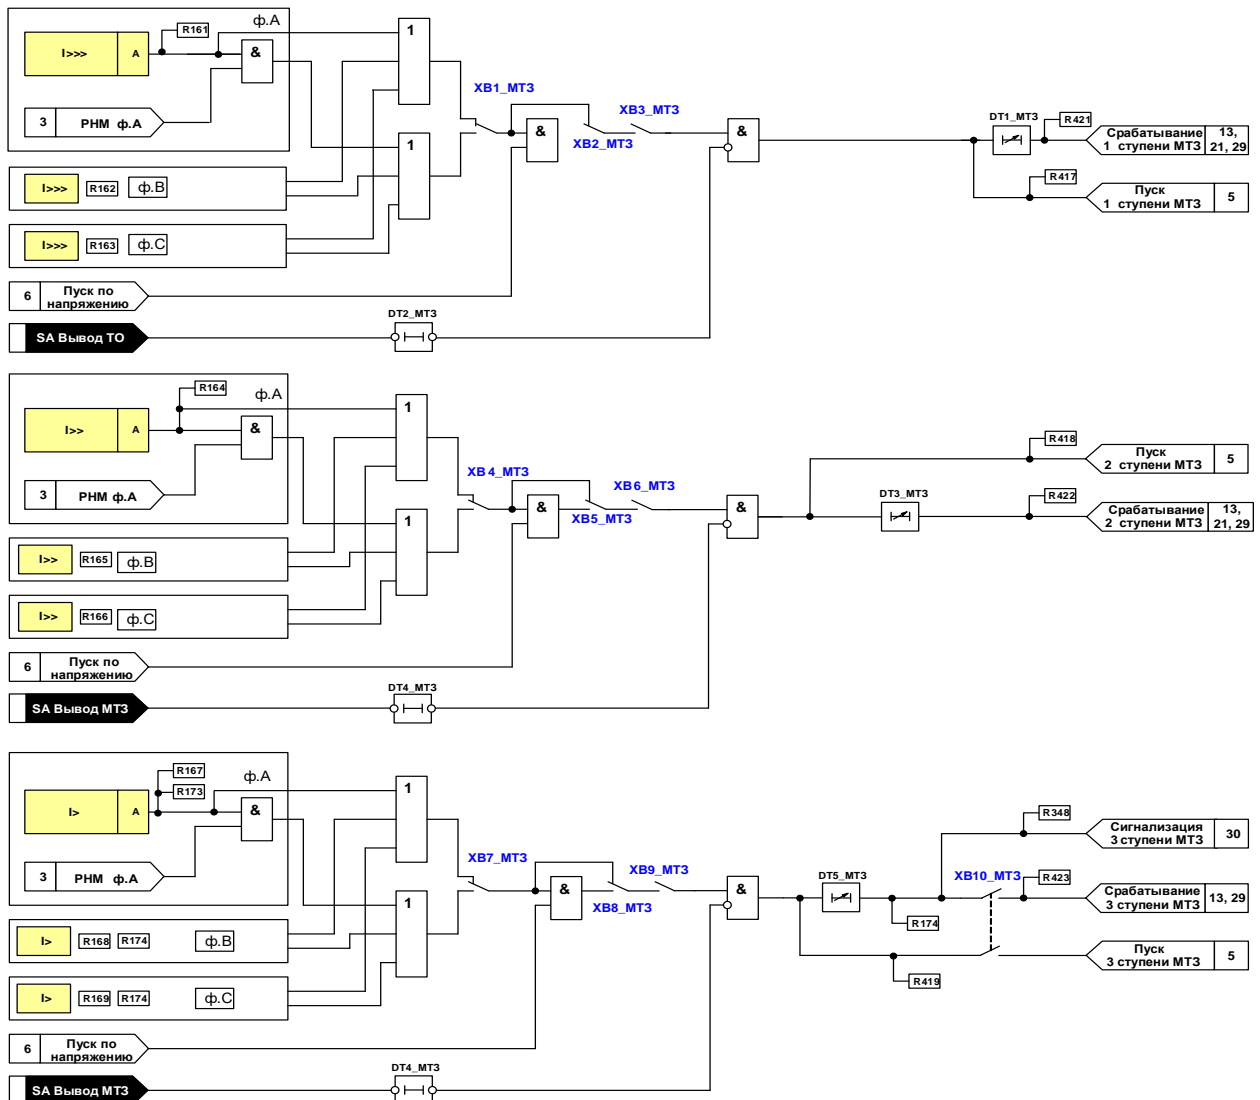 ф.А
R161
I>>>
A
&
1
3
РНМ ф.А
XB1_МТЗ
XB3_МТЗ
&
XB2_МТЗ
&
DT1_МТЗ
R421
Срабатывание
1 ступени МТЗ
13,
21, 29
1
I>>>
R162
ф.В
R417
Пуск
1 ступени МТЗ
5
I>>>
R163
ф.С
6
Пуск по
напряжению
DT2_МТЗ
SA Вывод ТО
R164
ф.А
I>>
A
&
1
3
РНМ ф.А
XB4_МТЗ
XB6_МТЗ
&
XB5_МТЗ
&
R418
Пуск
2 ступени МТЗ
5
DT3_МТЗ
R422
Срабатывание
2 ступени МТЗ
13,
21, 29
1
I>>
R165
ф.В
I>>
R166
ф.С
6
Пуск по
напряжению
DT4_МТЗ
SA Вывод МТЗ
R167
R173
ф.А
I>
A
&
1
3
РНМ ф.А
XB7_МТЗ
XB9_МТЗ
&
XB8_МТЗ
&
R348
Сигнализация
3 ступени МТЗ
30
DT5_МТЗ
XB10_МТЗ
R423
Срабатывание
3 ступени МТЗ
13, 29
R174
1
I>
R168
R174
ф.В
Пуск
3 ступени МТЗ
5
R419
I>
R169
R174
ф.С
6
Пуск по
напряжению
DT4_МТЗ
SA Вывод МТЗ